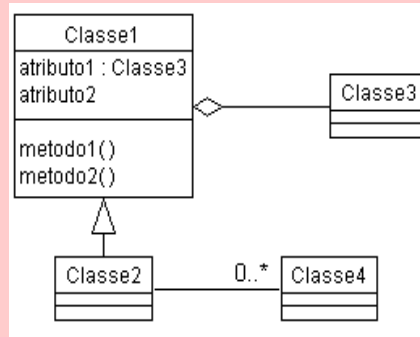 Classe1
atributo1 : Classe3
atributo2
Classe3
metodo1()
metodo2()
Classe2
0..*
Classe4